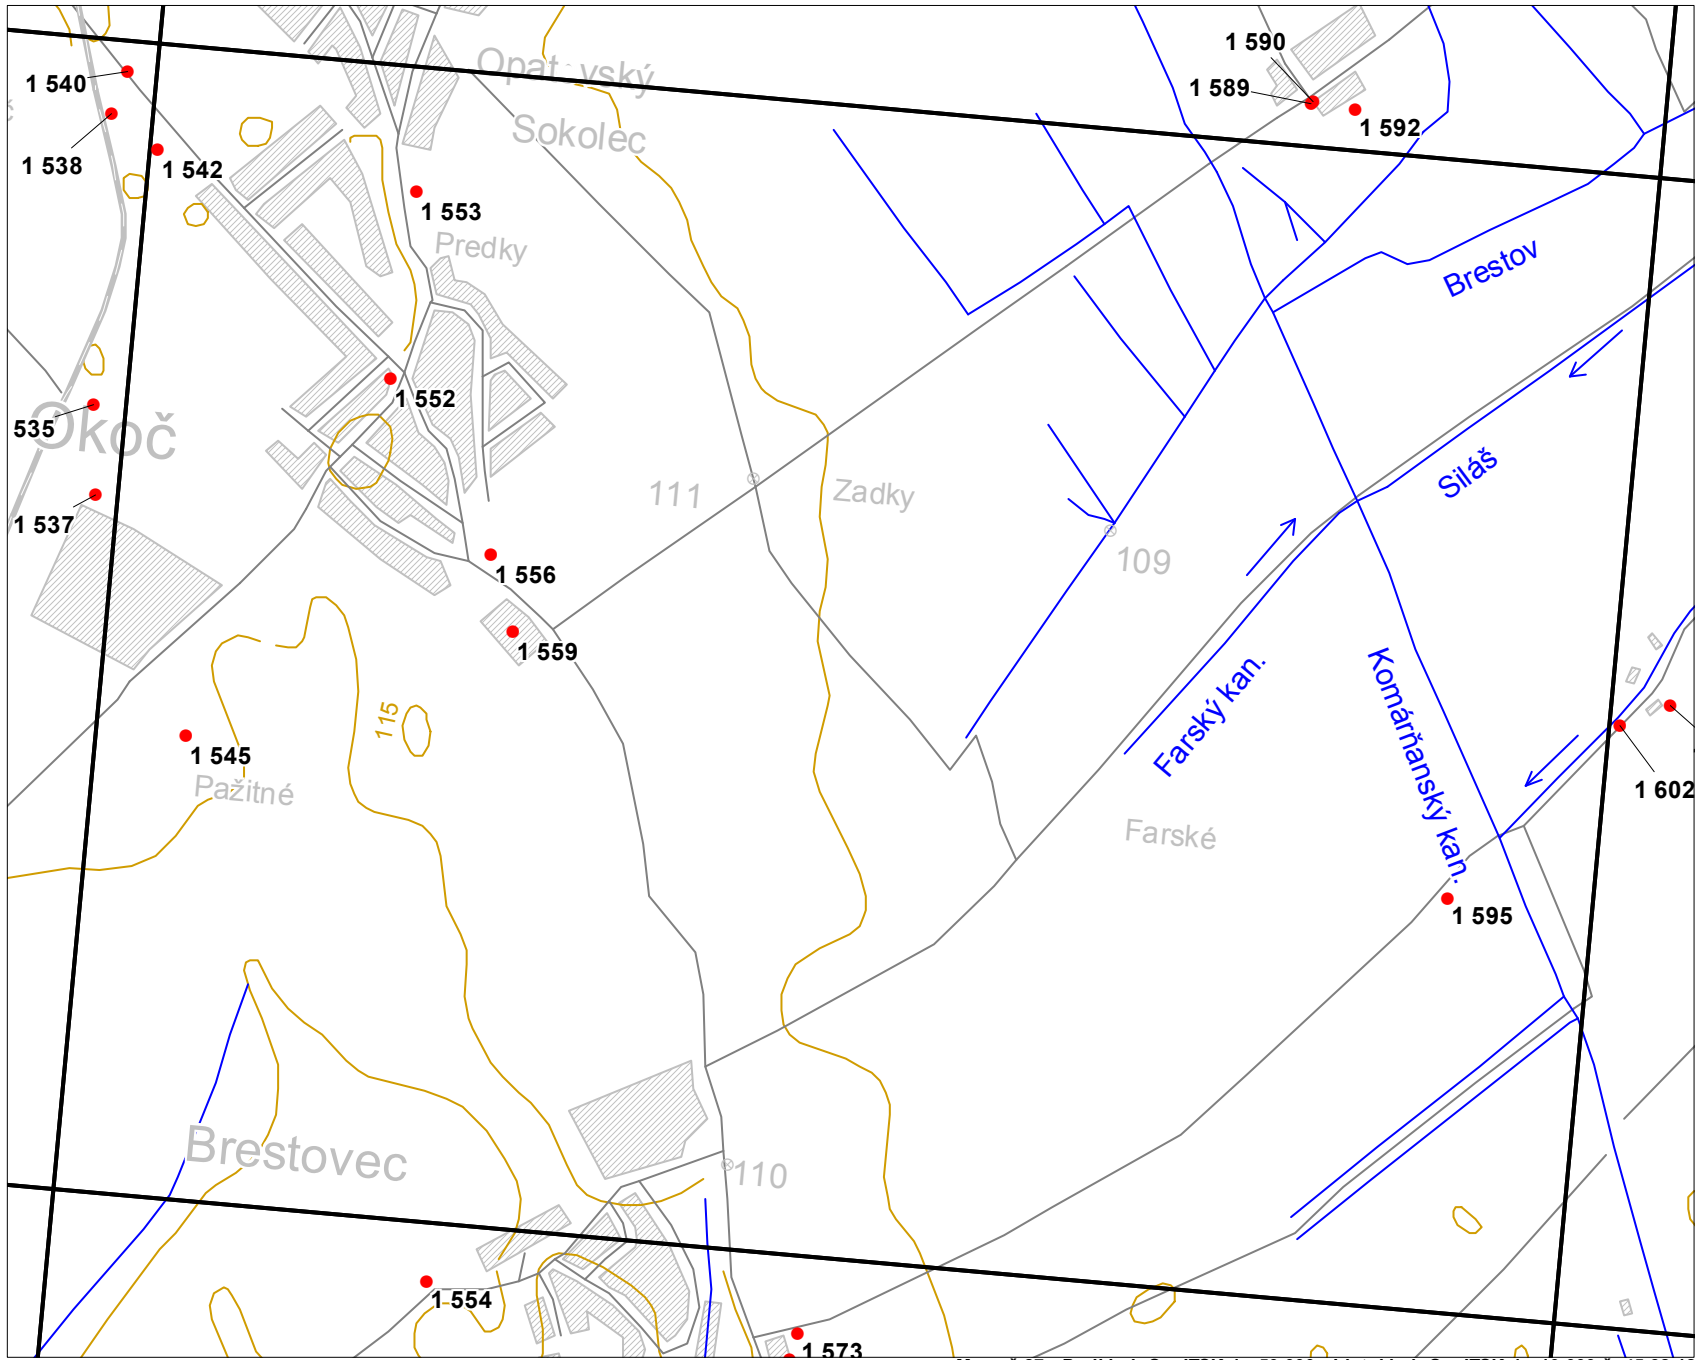 1 540
1 538
1 542
Opatovský
Sokolec
1 553
Predky
1 590
1 589
1 592
Brestov
Siláš
535
Okoč
1 552
1 537
111
Zadky
109
1 556
1 559
115
1 545
Pažitné
Farský kan.
Komárňanský kan.
Farské
1 602
1 595
Brestovec
110
1 554
1 573